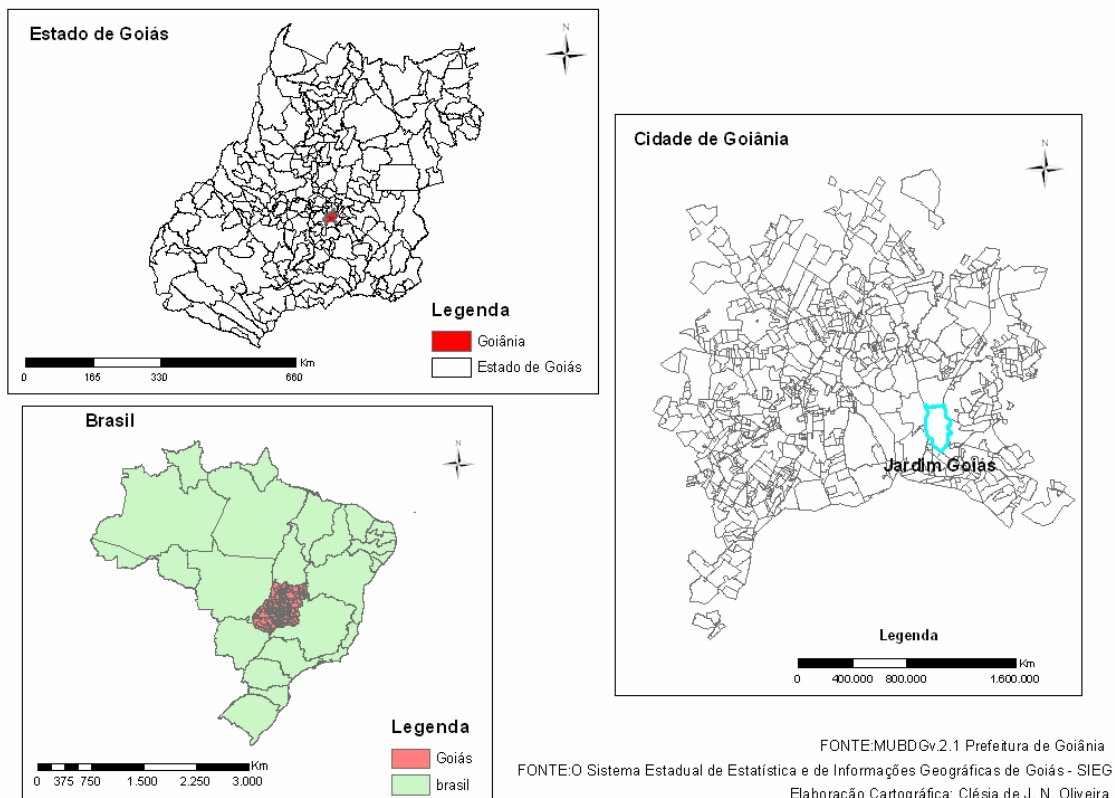 Estado de Goiás
N
Legenda
Goiânia
Estado de Goiás
Km
0 165 330 660
Cidade de Goiânia
N
Jardim Goiás
Legenda
Km
0 400.000 800.000 1.600.000
Brasil
N
Legenda
Goiás
brasil
Km
0 375 750 1.500 2.250 3.000
FONTE:MUBDGv.2.1 Prefeitura de Goiânia
FONTE:O Sistema Estadual de Estatística e de Informações Geográficas de Goiás - SIEG
Elaboração Cartográfica: Clésia de J. N. Oliveira